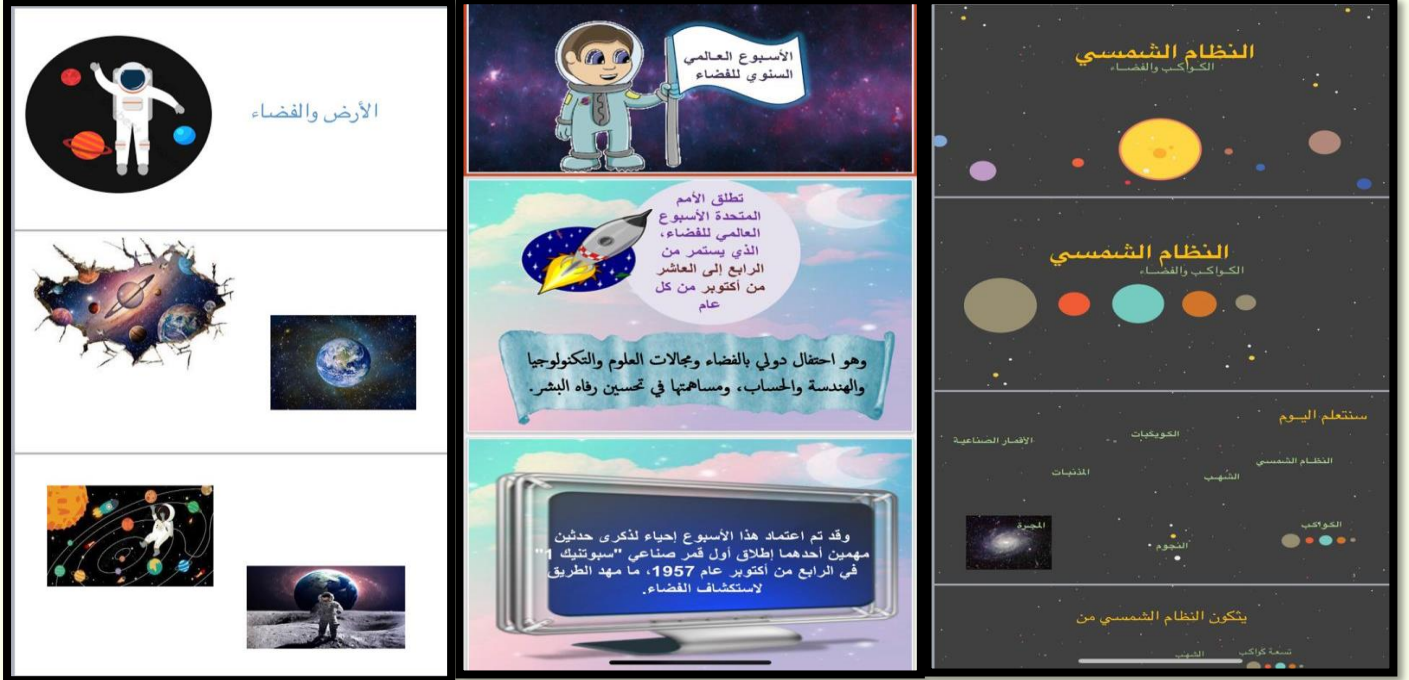 الأرض والفضاء
الأسبوع العالمي
السنوي للفضاء
تطلق الأمم
المتحدة الأسبوع
العالمي للفضاء،
الذي يستمر من
الرابع إلى العاشر
من أكتوبر من كل
عام
وهو احتفال دولي بالفضاء ومجالات العلوم والتكنولوجيا
والهندسة والحساب، ومساهمتها في تحسين رفاه البشر.
وقد تم اعتماد هذا الأسبوع إحياء لذكرى حدثين
مهمين أحدهما إطلاق أول قمر صناعي "سبوتنيك 1"
في الرابع من أكتوبر عام 1957، ما مهد الطريق
لاستكشاف الفضاء.
النظام الشمسي
الكواكب والفضاء
النظام الشمسي
الكواكب والفضاء
سنتعلم اليوم
الكويكبات
الأقمار الصناعية
النظام الشمسي
المذنبات
الشهب
الكواكب
المجرة
النجوم
يتكون النظام الشمسي من
تسعة كواكب
الشهب